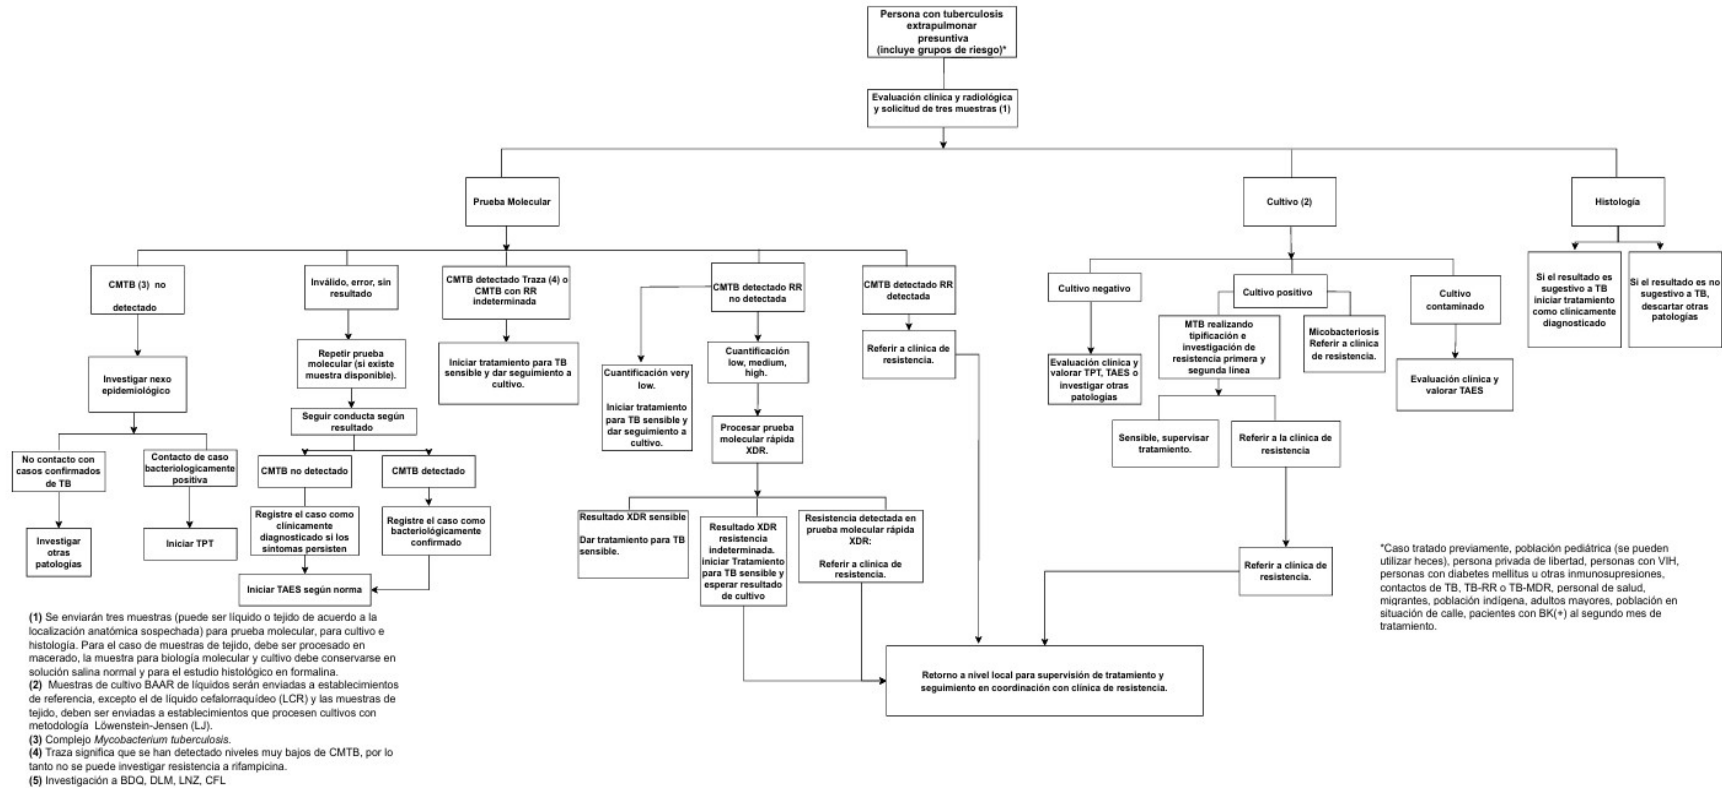 Persona con tuberculosis
extrapulmonar
presuntiva
(incluye grupos de riesgo)*
Evaluación clínica y radiológica
y solicitud de tres muestras (1)
Prueba Molecular
Cultivo (2)
Histología
CMTB (3) no
detectado
Inválido, error, sin
resultado
CMTB detectado Traza (4) o
CMTB con RR
indeterminada
CMTB detectado RR
no detectada
CMTB detectado RR
detectada
Cultivo negativo
Cultivo positivo
Cultivo
contaminado
Si el resultado es
sugestivo a TB
iniciar tratamiento
como clínicamente
diagnosticado
Si el resultado es no
sugestivo a TB,
descartar otras
patologías
Investigar nexo
epidemiológico
Repetir prueba
molecular (si existe
muestra disponible).
Iniciar tratamiento para TB
sensible y dar seguimiento a
cultivo.
Cuantificación very
low.
Iniciar tratamiento
para TB sensible y
dar seguimiento a
cultivo.
Cuantificación
low, medium,
high.
Referir a clínica de
resistencia.
Evaluación clínica y
valorar TPT, TAES o
investigar otras
patologías
MTB realizando
tipificación e
investigación de
resistencia primera y
segunda línea
Micobacteriosis
Referir a clínica
de resistencia.
Evaluación clínica y
valorar TAES
Seguir conducta según
resultado
Procesar prueba
molecular rápida
XDR.
Sensible, supervisar
tratamiento.
Referir a la clínica de
resistencia
No contacto con
casos confirmados
de TB
Contacto de caso
bacteriologicamente
positiva
CMTB no detectado
CMTB detectado
Investigar
otras
patologías
Iniciar TPT
Registre el caso como
clínicamente
diagnosticado si los
síntomas persisten
Registre el caso como
bacteriológicamente
confirmado
Iniciar TAES según norma
Resultado XDR sensible
Dar tratamiento para TB
sensible.
Resultado XDR
resistencia
indeterminada.
iniciar Tratamiento
para TB sensible y
esperar resultado
de cultivo
Resistencia detectada en
prueba molecular rápida
XDR:
Referir a clínica de
resistencia.
Referir a clínica de
resistencia.
Retorno a nivel local para supervisión de tratamiento y
seguimiento en coordinación con clínica de resistencia.
*Caso tratado previamente, población pediátrica (se pueden
utilizar heces), persona privada de libertad, personas con VIH,
personas con diabetes mellitus u otras inmunosupresiones,
contactos de TB, TB-RR o TB-MDR, personal de salud,
migrantes, población indígena, adultos mayores, población en
situación de calle, pacientes con BK(+) al segundo mes de
tratamiento.
(1) Se enviarán tres muestras (puede ser líquido o tejido de acuerdo a la
localización anatómica sospechada) para prueba molecular, para cultivo e
histología. Para el caso de muestras de tejido, debe ser procesado en
macerado, la muestra para biología molecular y cultivo debe conservarse en
solución salina normal y para el estudio histológico en formalina.
(2) Muestras de cultivo BAAR de líquidos serán enviadas a establecimientos
de referencia, excepto el de líquido cefalorraquídeo (LCR) y las muestras de
tejido, deben ser enviadas a establecimientos que procesen cultivos con
metodología Löwenstein-Jensen (LJ).
(3) Complejo Mycobacterium tuberculosis.
(4) Traza significa que se han detectado niveles muy bajos de CMTB, por lo
tanto no se puede investigar resistencia a rifampicina.
(5) Investigación a BDQ, DLM, LNZ, CFL